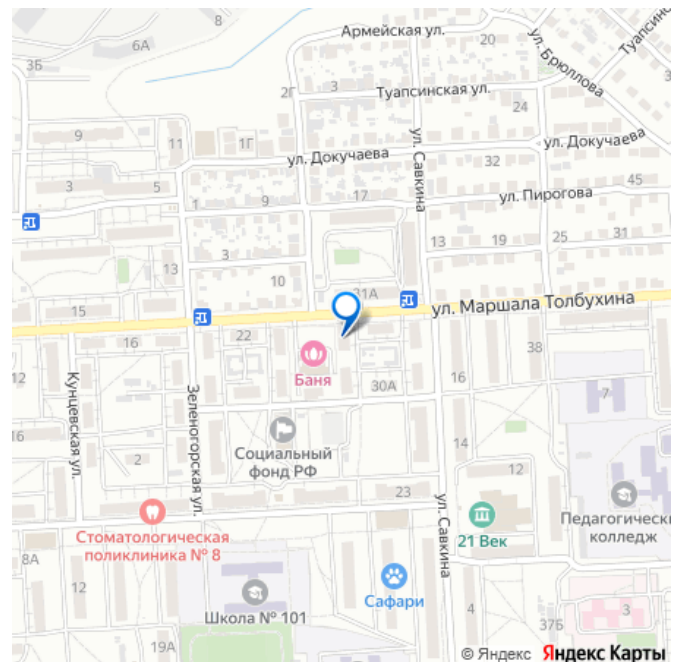 Армейская ул.
20
6А
3Б
ул. Брюллова
Туапсинская
2Г
Туапсинская ул.
24
9
11
1Г
ул. Докучаева
ул. Докучаева
32
3
5
ул. Савкина
17
45
ул. Пирогова
1
9
3
13
19
25
31
13
10
31А
15
ул. Маршала Толбухина
16
22
38
Баня
12
30А
16
7
Кунцевская ул.
Зеленогорская ул.
16
14
Социальный
фонд РФ
2
12
23
Стоматологическая
поликлиника № 8
21 Век
Педагогически
колледж
8А
ул. Савкина
12
Сафари
Школа № 101
4
3
37Б
19А
© Яндекс Яндекс Карты